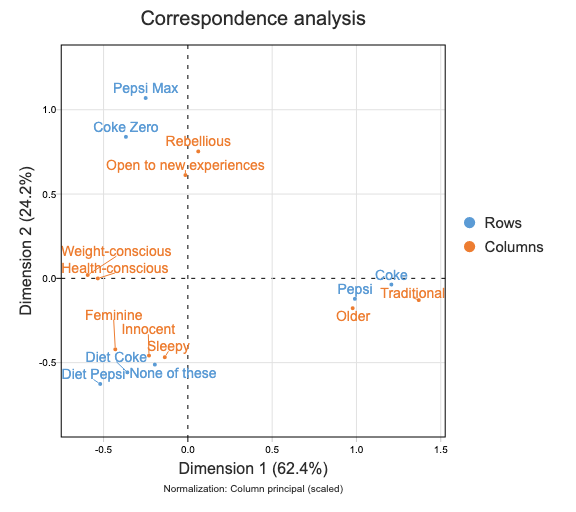 Correspondence analysis
Pepsi Max
1.0
Coke Zero
Rebellious
Open to new experiences
0.5
Weight-conscious
Health-conscious
0.0
Coke
Pepsi
Traditional
Older
Feminine
Innocent
Sleepy
Diet Coke
-0.5
Diet Pepsi
None of these
-0.5
0.0
0.5
1.0
1.5
Dimension 2 (24.2%)
Dimension 1 (62.4%)
Normalization: Column principal (scaled)
Rows
Columns